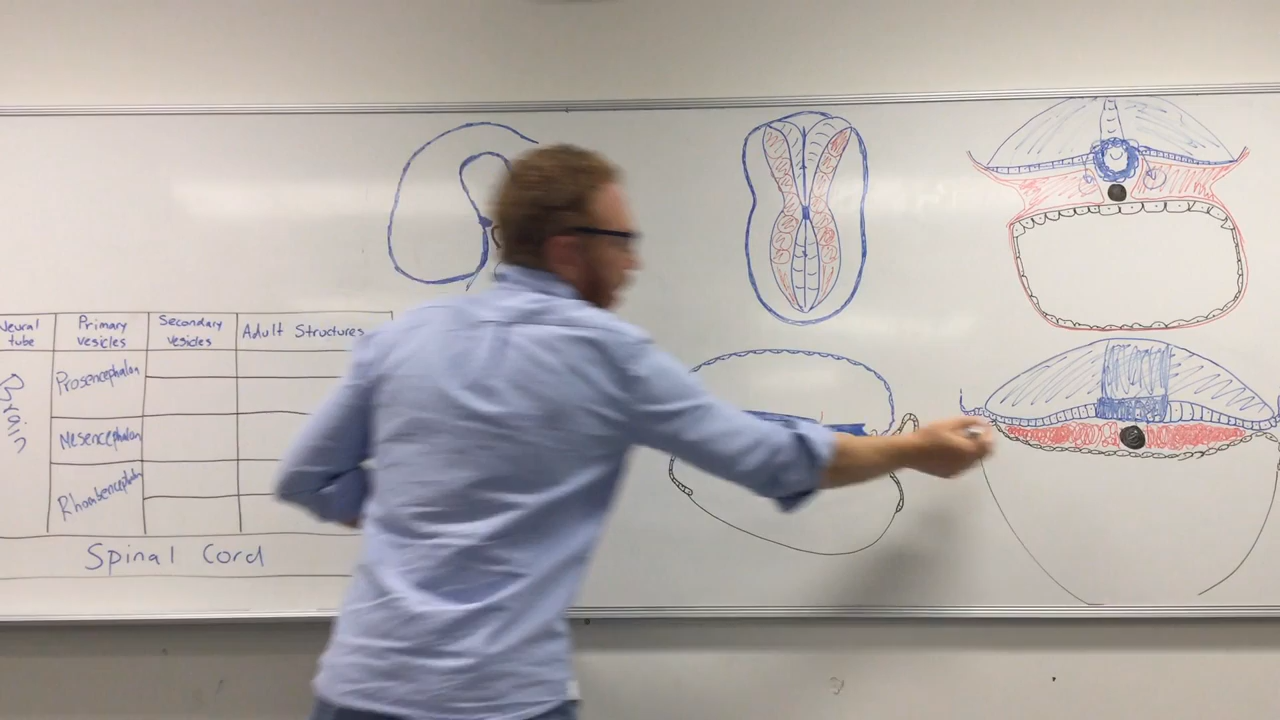 Neural tube
Primary vesicles
Secondary vesicles
Adult Structures
Brain
Prosencephalon
Mesencephalon
Rhombencephalon
Spinal Cord